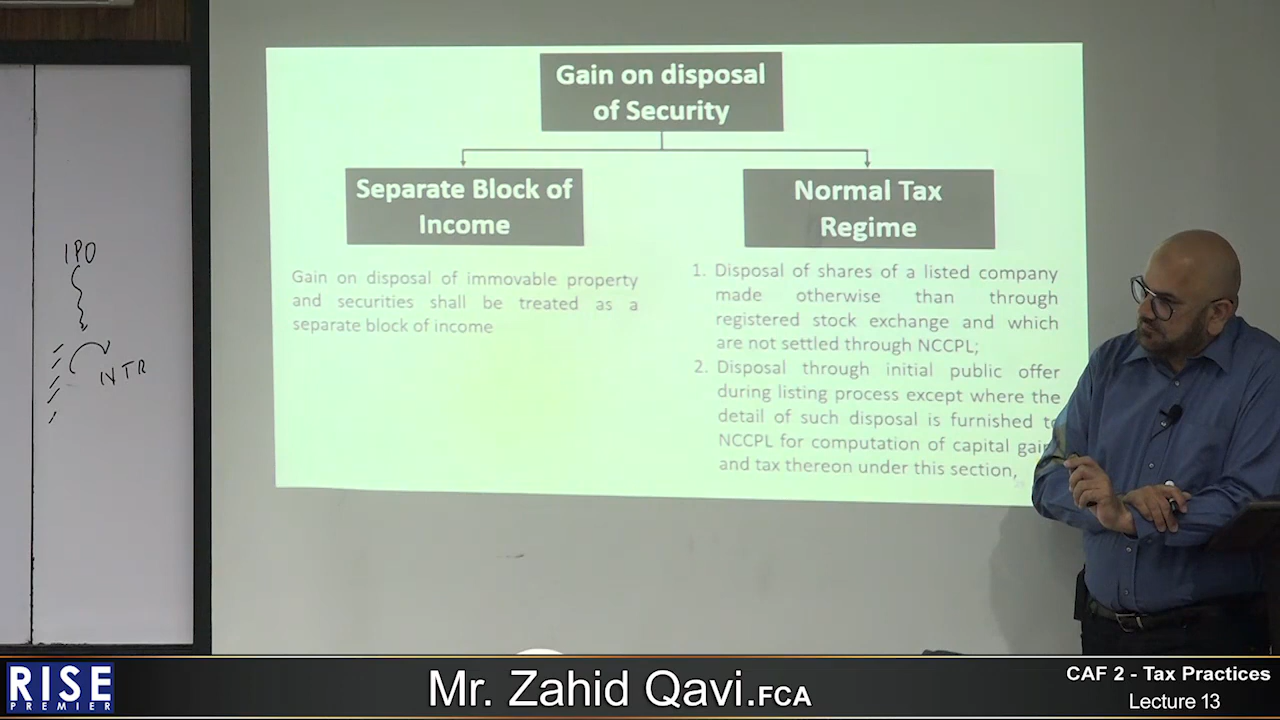 Gain on disposal
of Security
Separate Block of
Income
Normal Tax
Regime
Gain on disposal of immovable property
and securities shall be treated as a
separate block of income
1. Disposal of shares of a listed company
made otherwise than through
registered stock exchange and which
are not settled through NCCPL;
2. Disposal through initial public offer
during listing process except where the
detail of such disposal is furnished to
NCCPL for computation of capital gain
and tax thereon under this section,
IPO
NTR
RISE
PREMIER
Mr. Zahid Qavi.FCA
CAF 2 - Tax Practices
Lecture 13